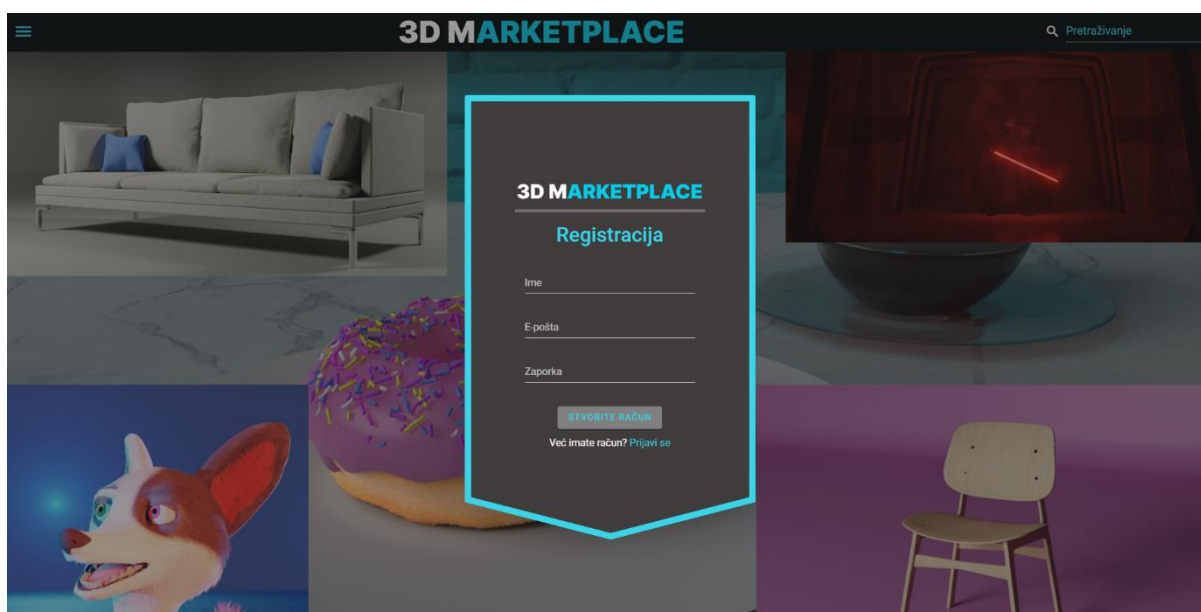 3D MARKETPLACE
Pretraživanje
3D MARKETPLACE
Registracija
Ime
E-pošta
Zaporka
STVORITE RAČUN
Već imate račun? Prijavi se